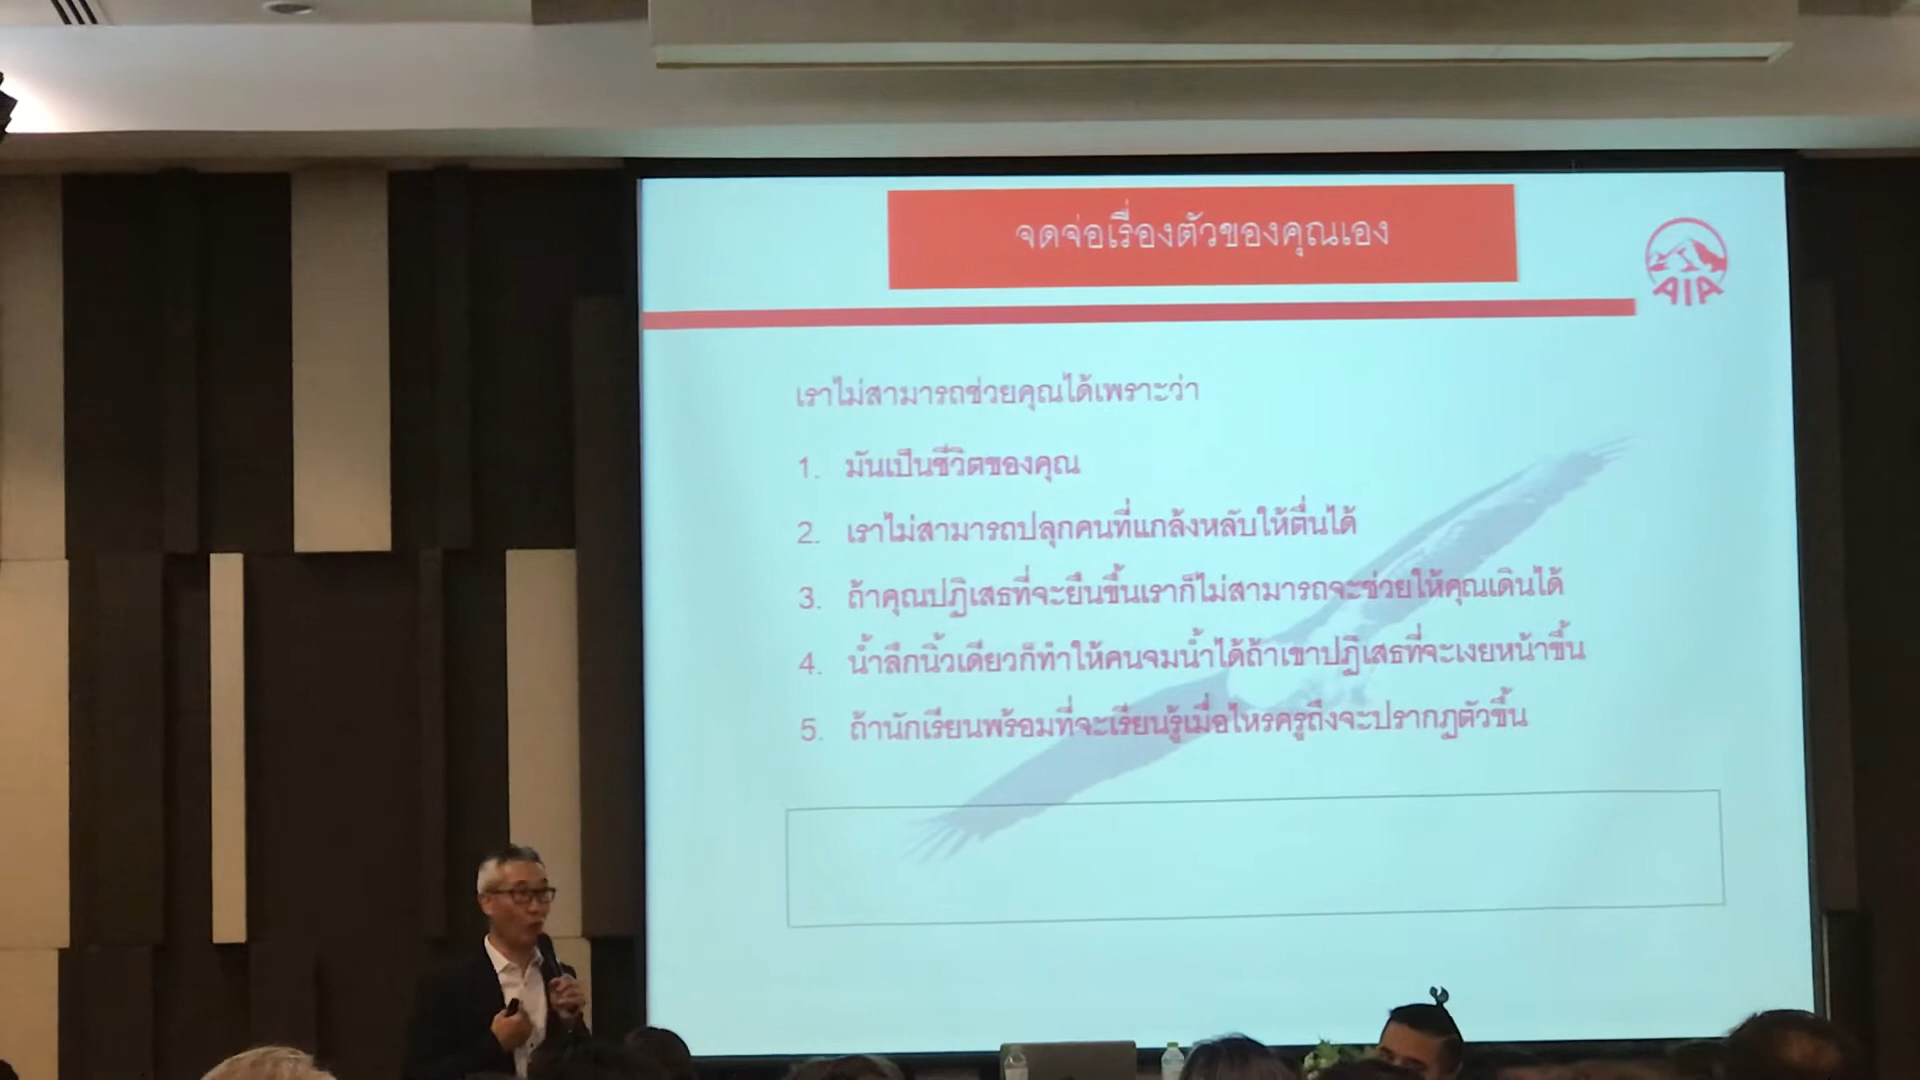 จดจ่อเรื่องตัวของคุณเอง
AIA
เราไม่สามารถช่วยคุณได้เพราะว่า
1. มันเป็นชีวิตของคุณ
2. เราไม่สามารถปลุกคนที่แกล้งหลับให้ตื่นได้
3. ถ้าคุณปฏิเสธที่จะยืนขึ้นเราก็ไม่สามารถจะช่วยให้คุณเดินได้
4. น้ำลึกนิ้วเดียวก็ทำให้คนจมน้ำได้ถ้าเขาปฏิเสธที่จะเงยหน้าขึ้น
5. ถ้านักเรียนพร้อมที่จะเรียนรู้เมื่อไหรครูถึงจะปรากฏตัวขึ้น